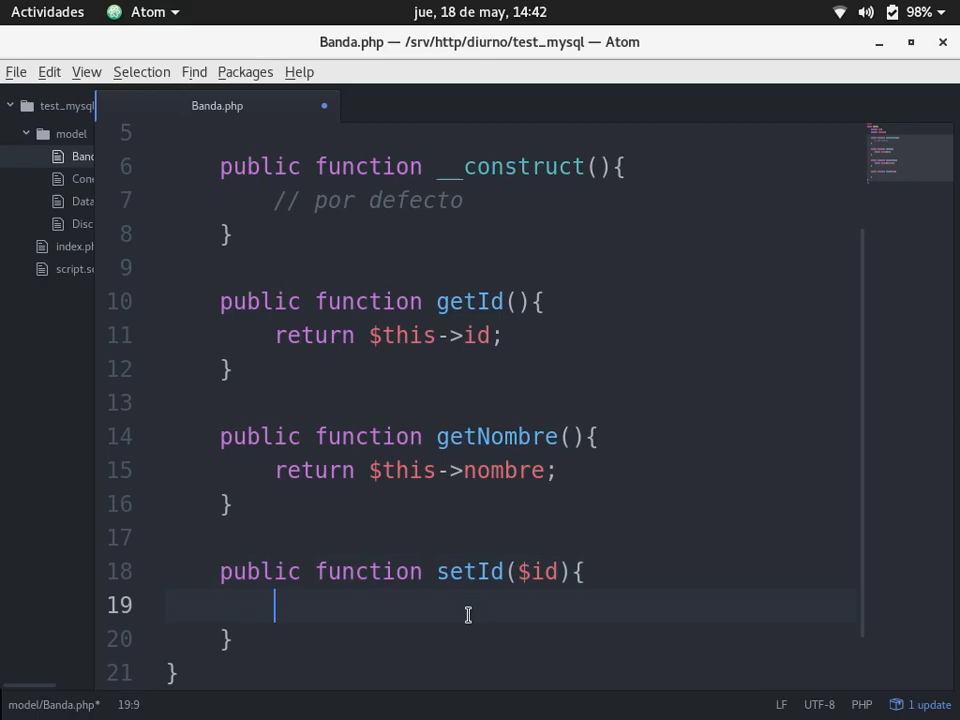 Actividades Atom jue, 18 de may, 14:42 98%
Banda.php — /srv/http/diurno/test_mysql — Atom
File Edit View Selection Find Packages Help
test_mysql
model
Band
Cone
Data
Disc
index.ph
script.s
Banda.php
5
6 public function __construct(){
7 // por defecto
8 }
9
10 public function getId(){
11 return $this->id;
12 }
13
14 public function getNombre(){
15 return $this->nombre;
16 }
17
18 public function setId($id){
19
20 }
21 }
model/Banda.php* 19:9 LF UTF-8 PHP 1 update